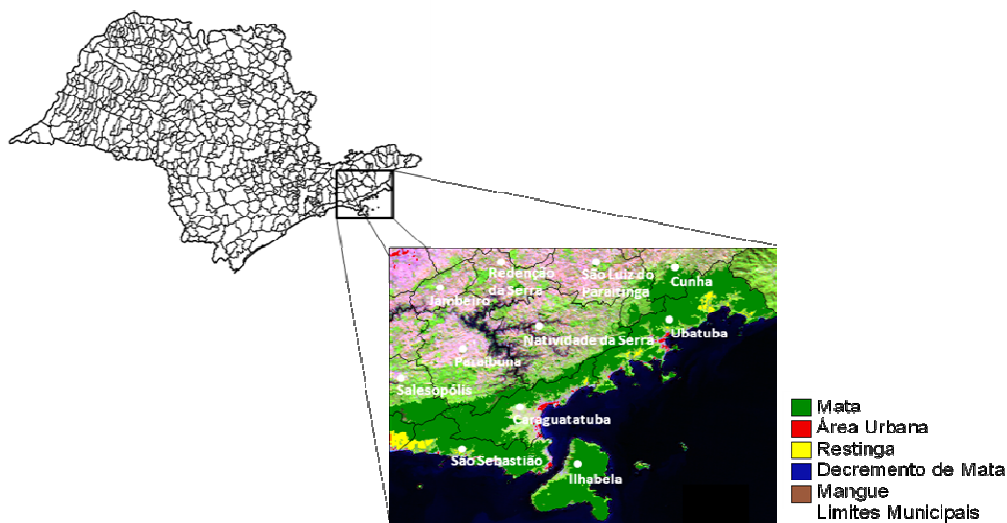 Redenção
da Serra
São Luiz do
Paraitinga
Cunha
Jambeiro
Ubatuba
Natividade da Serra
Paraibuna
Salesópolis
Caraguatatuba
São Sebastião
Ilhabela
Mata
Área Urbana
Restinga
Decremento de Mata
Mangue
Limites Municipais